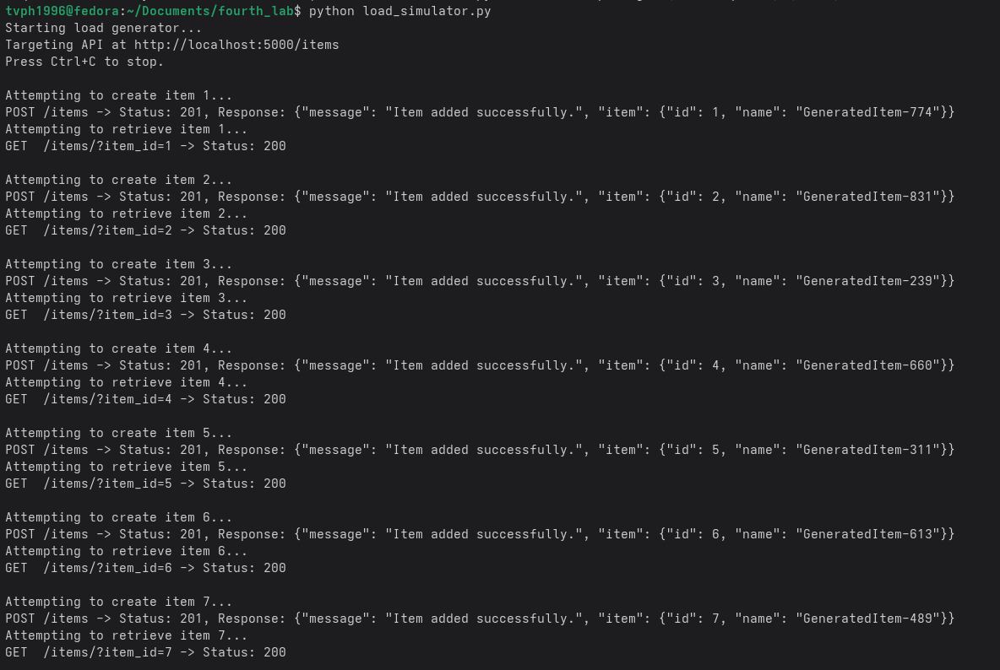 tvph1996@fedora:~/Documents/fourth_lab$ python load_simulator.py
Starting load generator...
Targeting API at http://localhost:5000/items
Press Ctrl+C to stop.
Attempting to create item 1...
POST /items -> Status: 201, Response: {"message": "Item added successfully.", "item": {"id": 1, "name": "GeneratedItem-774"}}
Attempting to retrieve item 1...
GET  /items/?item_id=1 -> Status: 200
Attempting to create item 2...
POST /items -> Status: 201, Response: {"message": "Item added successfully.", "item": {"id": 2, "name": "GeneratedItem-831"}}
Attempting to retrieve item 2...
GET  /items/?item_id=2 -> Status: 200
Attempting to create item 3...
POST /items -> Status: 201, Response: {"message": "Item added successfully.", "item": {"id": 3, "name": "GeneratedItem-239"}}
Attempting to retrieve item 3...
GET  /items/?item_id=3 -> Status: 200
Attempting to create item 4...
POST /items -> Status: 201, Response: {"message": "Item added successfully.", "item": {"id": 4, "name": "GeneratedItem-660"}}
Attempting to retrieve item 4...
GET  /items/?item_id=4 -> Status: 200
Attempting to create item 5...
POST /items -> Status: 201, Response: {"message": "Item added successfully.", "item": {"id": 5, "name": "GeneratedItem-311"}}
Attempting to retrieve item 5...
GET  /items/?item_id=5 -> Status: 200
Attempting to create item 6...
POST /items -> Status: 201, Response: {"message": "Item added successfully.", "item": {"id": 6, "name": "GeneratedItem-613"}}
Attempting to retrieve item 6...
GET  /items/?item_id=6 -> Status: 200
Attempting to create item 7...
POST /items -> Status: 201, Response: {"message": "Item added successfully.", "item": {"id": 7, "name": "GeneratedItem-489"}}
Attempting to retrieve item 7...
GET  /items/?item_id=7 -> Status: 200